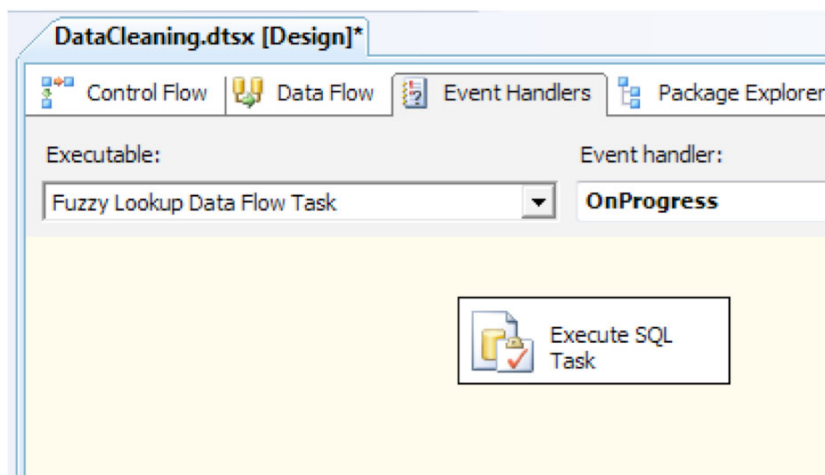 DataCleaning.dtsx [Design]*
Control Flow Data Flow Event Handlers Package Explorer
Executable: Event handler:
Fuzzy Lookup Data Flow Task OnProgress
Execute SQL
Task